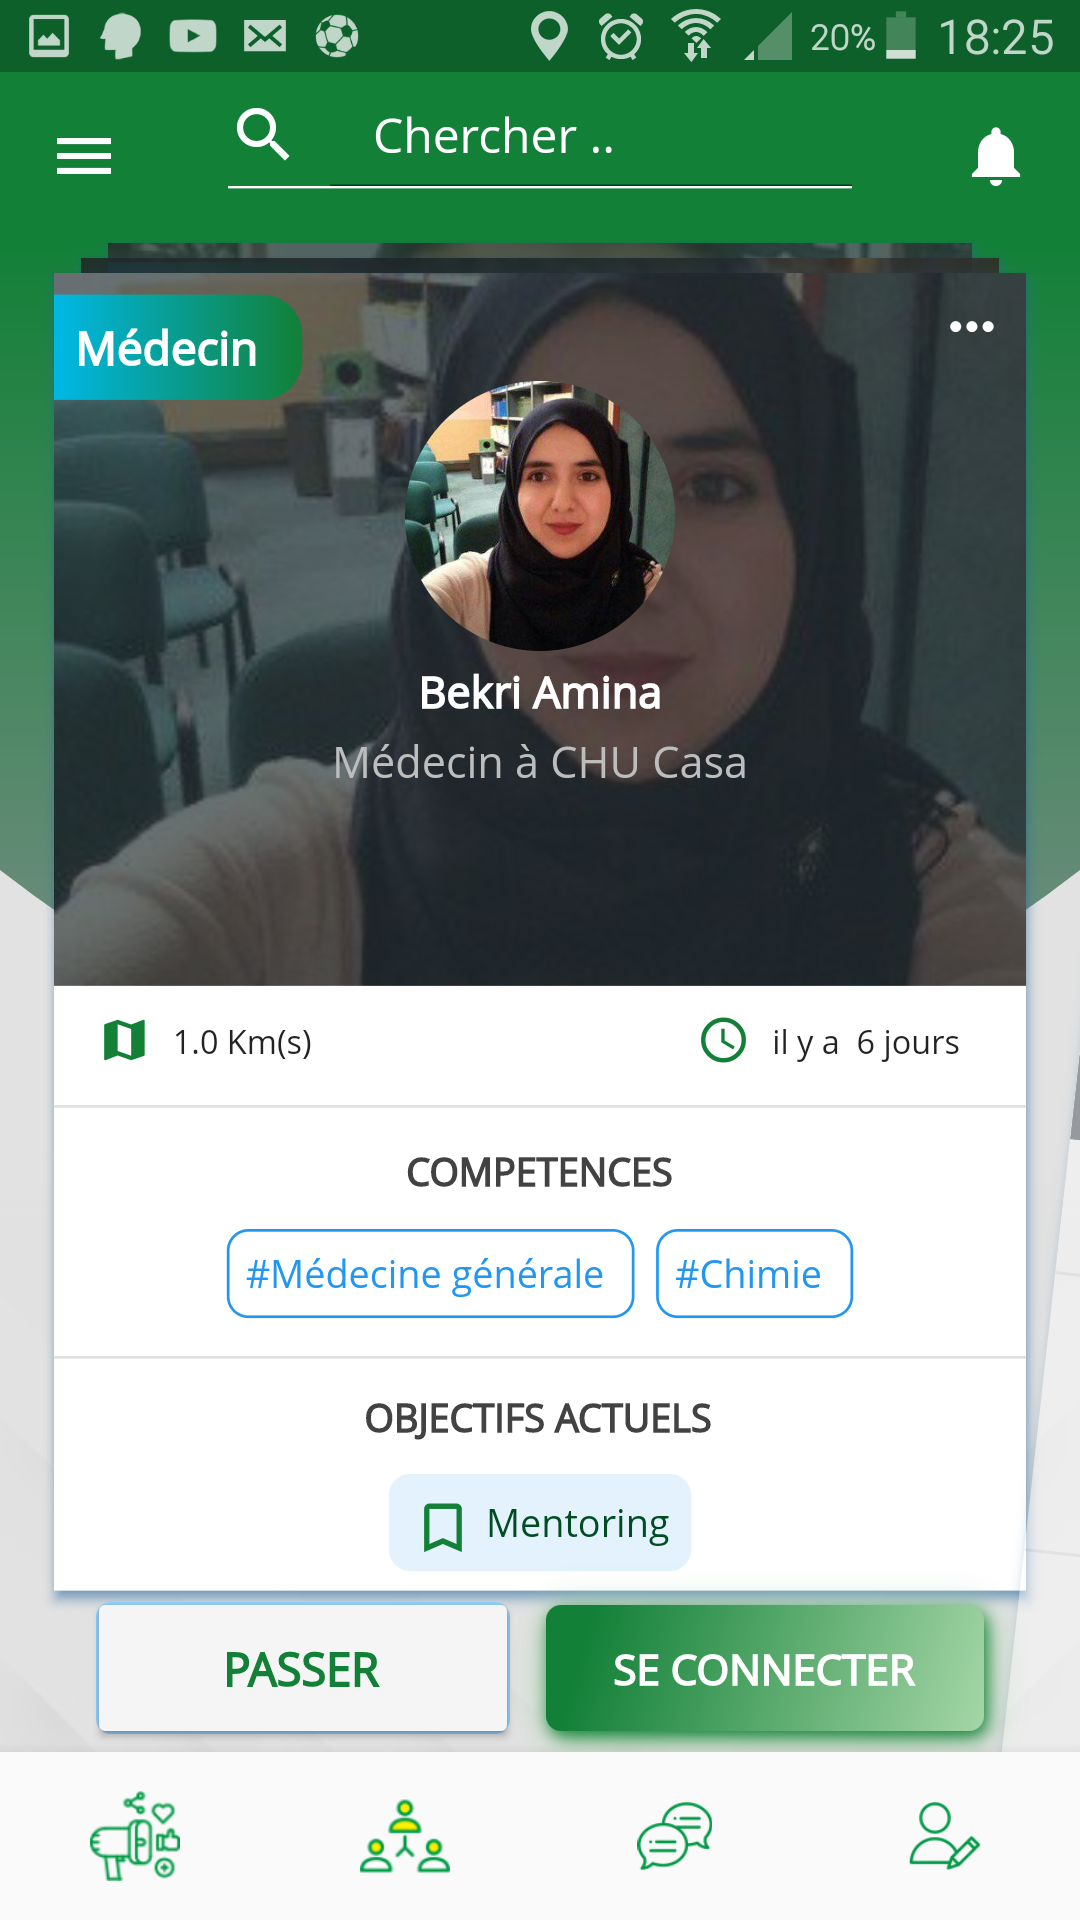 20% 18:25
Chercher ..
Médecin
Bekri Amina
Médecin à CHU Casa
1.0 Km(s) il y a 6 jours
COMPETENCES
#Médecine générale #Chimie
OBJECTIFS ACTUELS
Mentoring
PASSER SE CONNECTER